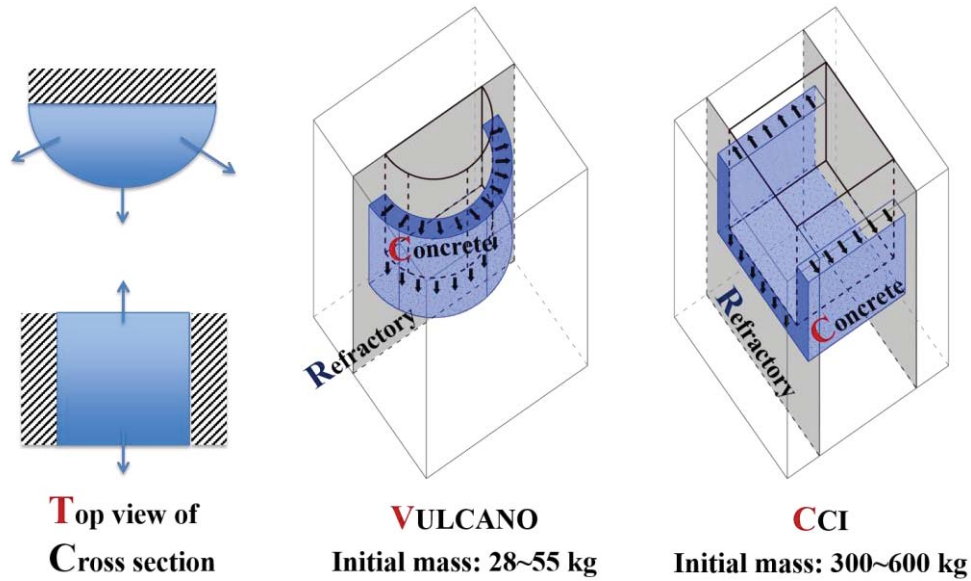 Concrete
Refractory
Refractory
Concrete
Top view of
Cross section
VULCANO
Initial mass: 28~55 kg
CCI
Initial mass: 300~600 kg